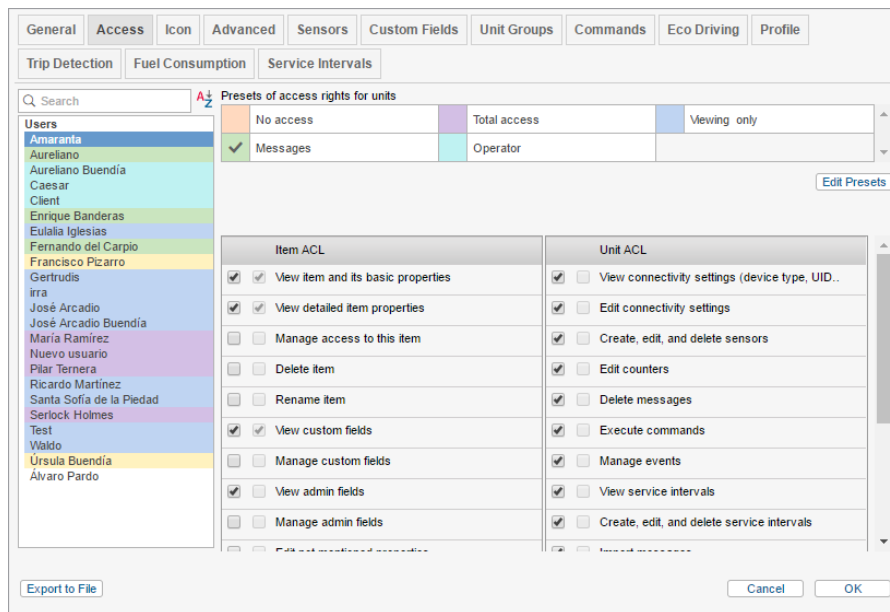 General Access Icon Advanced Sensors Custom Fields Unit Groups Commands Eco Driving Profile
Trip Detection Fuel Consumption Service Intervals
Search
Presets of access rights for units
No access Total access Viewing only
Messages Operator
Edit Presets
Users
Amaranta
Aureliano
Aureliano Buendía
Caesar
Client
Enrique Banderas
Eulalia Iglesias
Fernando del Carpio
Francisco Pizarro
Gertrudis
irra
José Arcadio
José Arcadio Buendía
María Ramírez
Nuevo usuario
Pilar Ternera
Ricardo Martínez
Santa Sofía de la Piedad
Serlock Holmes
Test
Waldo
Úrsula Buendía
Álvaro Pardo
Item ACL
View item and its basic properties
View detailed item properties
Manage access to this item
Delete item
Rename item
View custom fields
Manage custom fields
View admin fields
Manage admin fields
Edit not mentioned properties
Unit ACL
View connectivity settings (device type, UID..
Edit connectivity settings
Create, edit, and delete sensors
Edit counters
Delete messages
Execute commands
Manage events
View service intervals
Create, edit, and delete service intervals
Import messages
Export to File
Cancel
OK